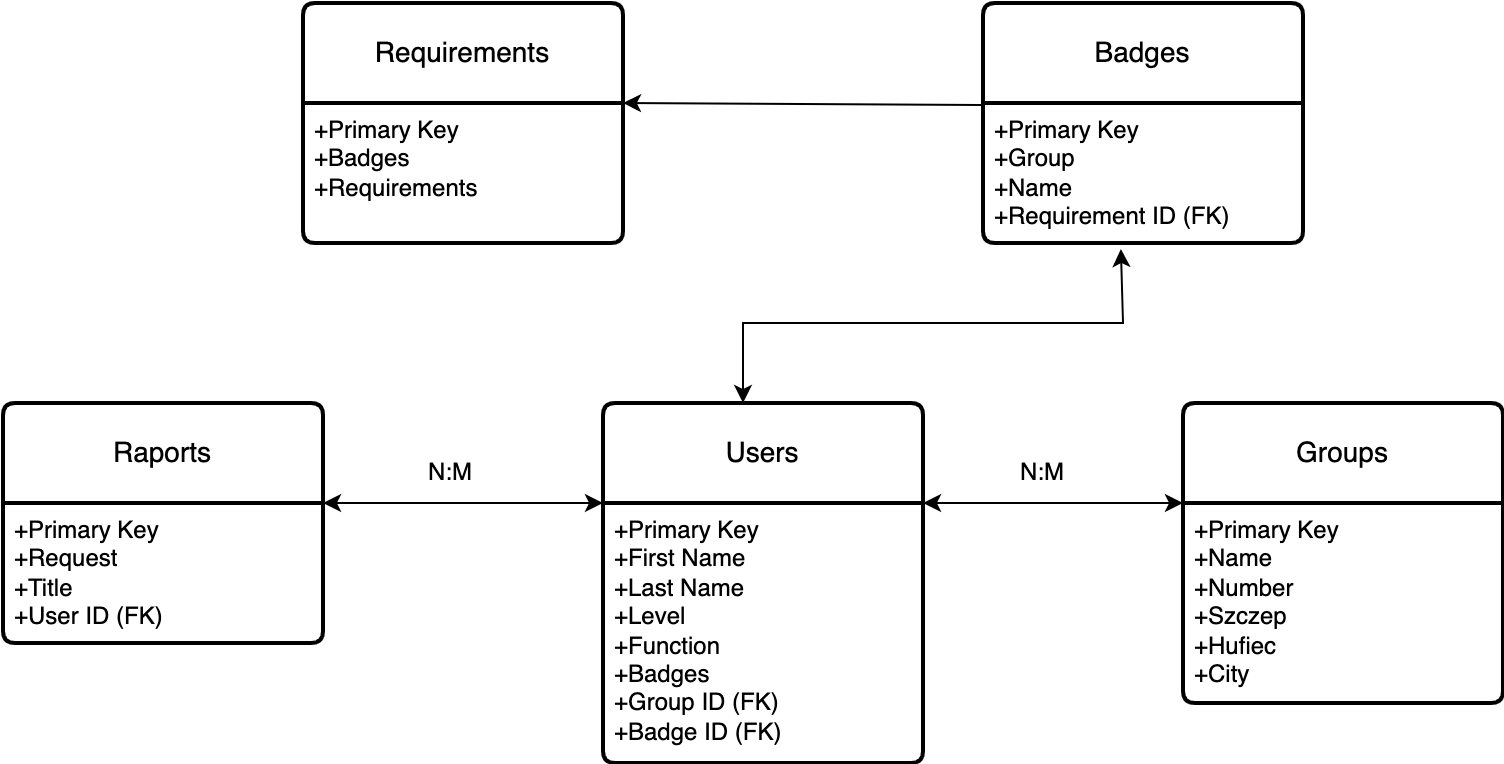 Requirements
+Primary Key
+Badges
+Requirements
Badges
+Primary Key
+Group
+Name
+Requirement ID (FK)
Raports
+Primary Key
+Request
+Title
+User ID (FK)
N:M
Users
+Primary Key
+First Name
+Last Name
+Level
+Function
+Badges
+Group ID (FK)
+Badge ID (FK)
N:M
Groups
+Primary Key
+Name
+Number
+Szczep
+Hufiec
+City